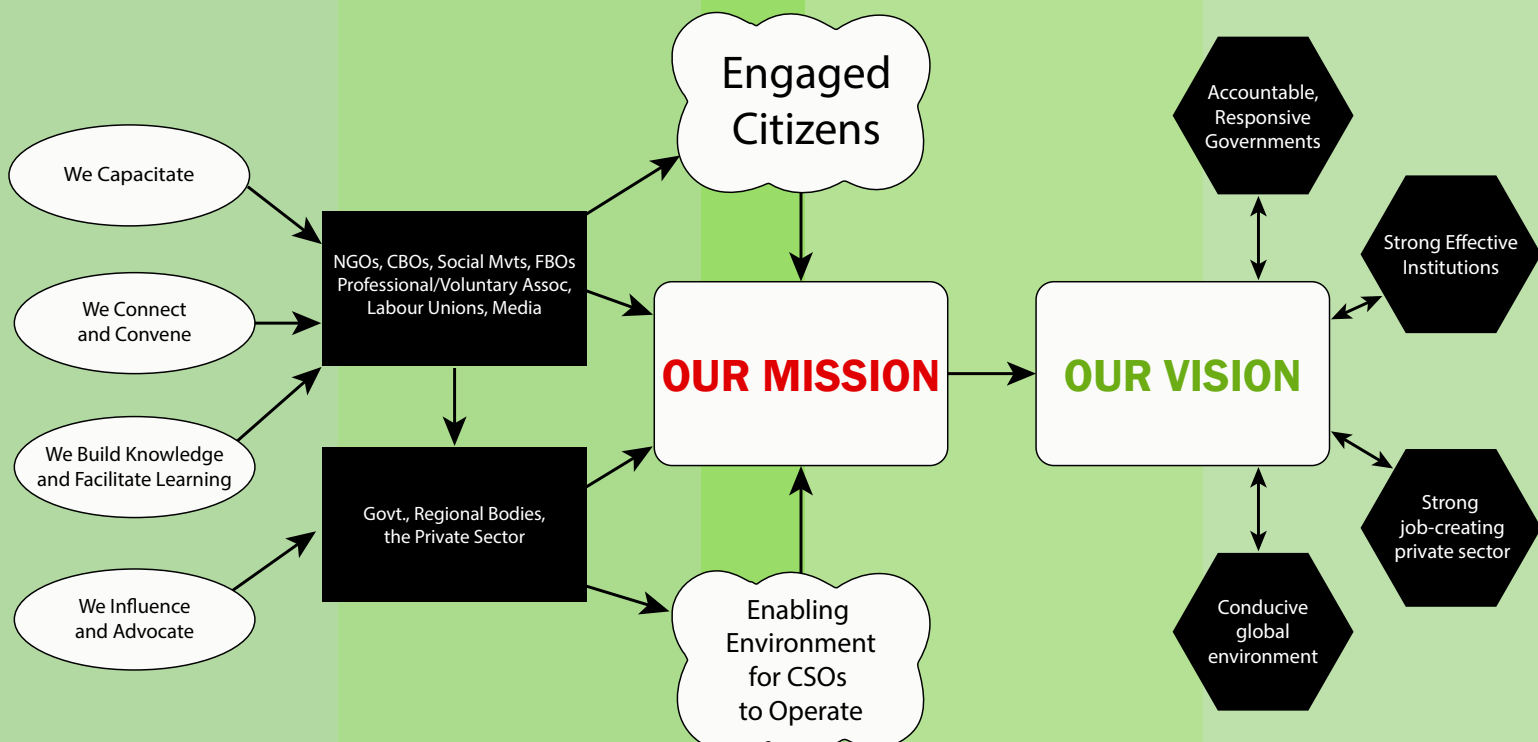 We Capacitate
We Connect
and Convene
We Build Knowledge
and Facilitate Learning
We Influence
and Advocate
NGOs, CBOs, Social Mvts, FBOs
Professional/Voluntary Assoc,
Labour Unions, Media
Govt., Regional Bodies,
the Private Sector
Engaged
Citizens
OUR MISSION
Enabling
Environment
for CSOs
to Operate
OUR VISION
Accountable,
Responsive
Governments
Strong Effective
Institutions
Strong
job-creating
private sector
Conducive
global
environment